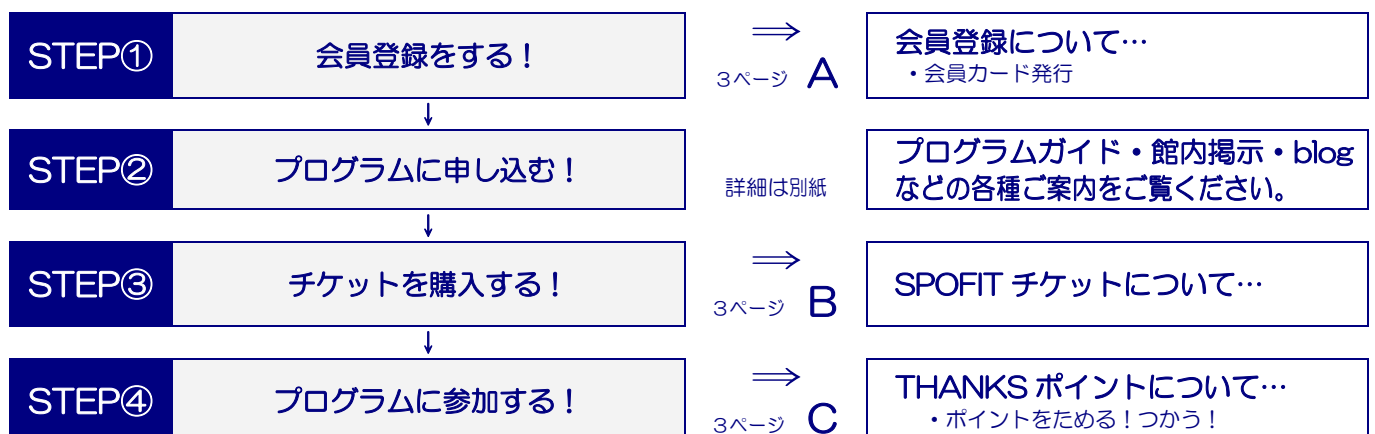 STEP① 会員登録をする！ ⇒ 会員登録について…
3ページ A ・会員カード発行
↓
STEP② プログラムに申し込む！ 詳細は別紙 プログラムガイド・館内掲示・blog
などの各種ご案内をご覧ください。
↓
STEP③ チケットを購入する！ ⇒ SPOFIT チケットについて…
3ページ B
↓
STEP④ プログラムに参加する！ ⇒ THANKS ポイントについて…
3ページ C ・ポイントをためる！つかう！